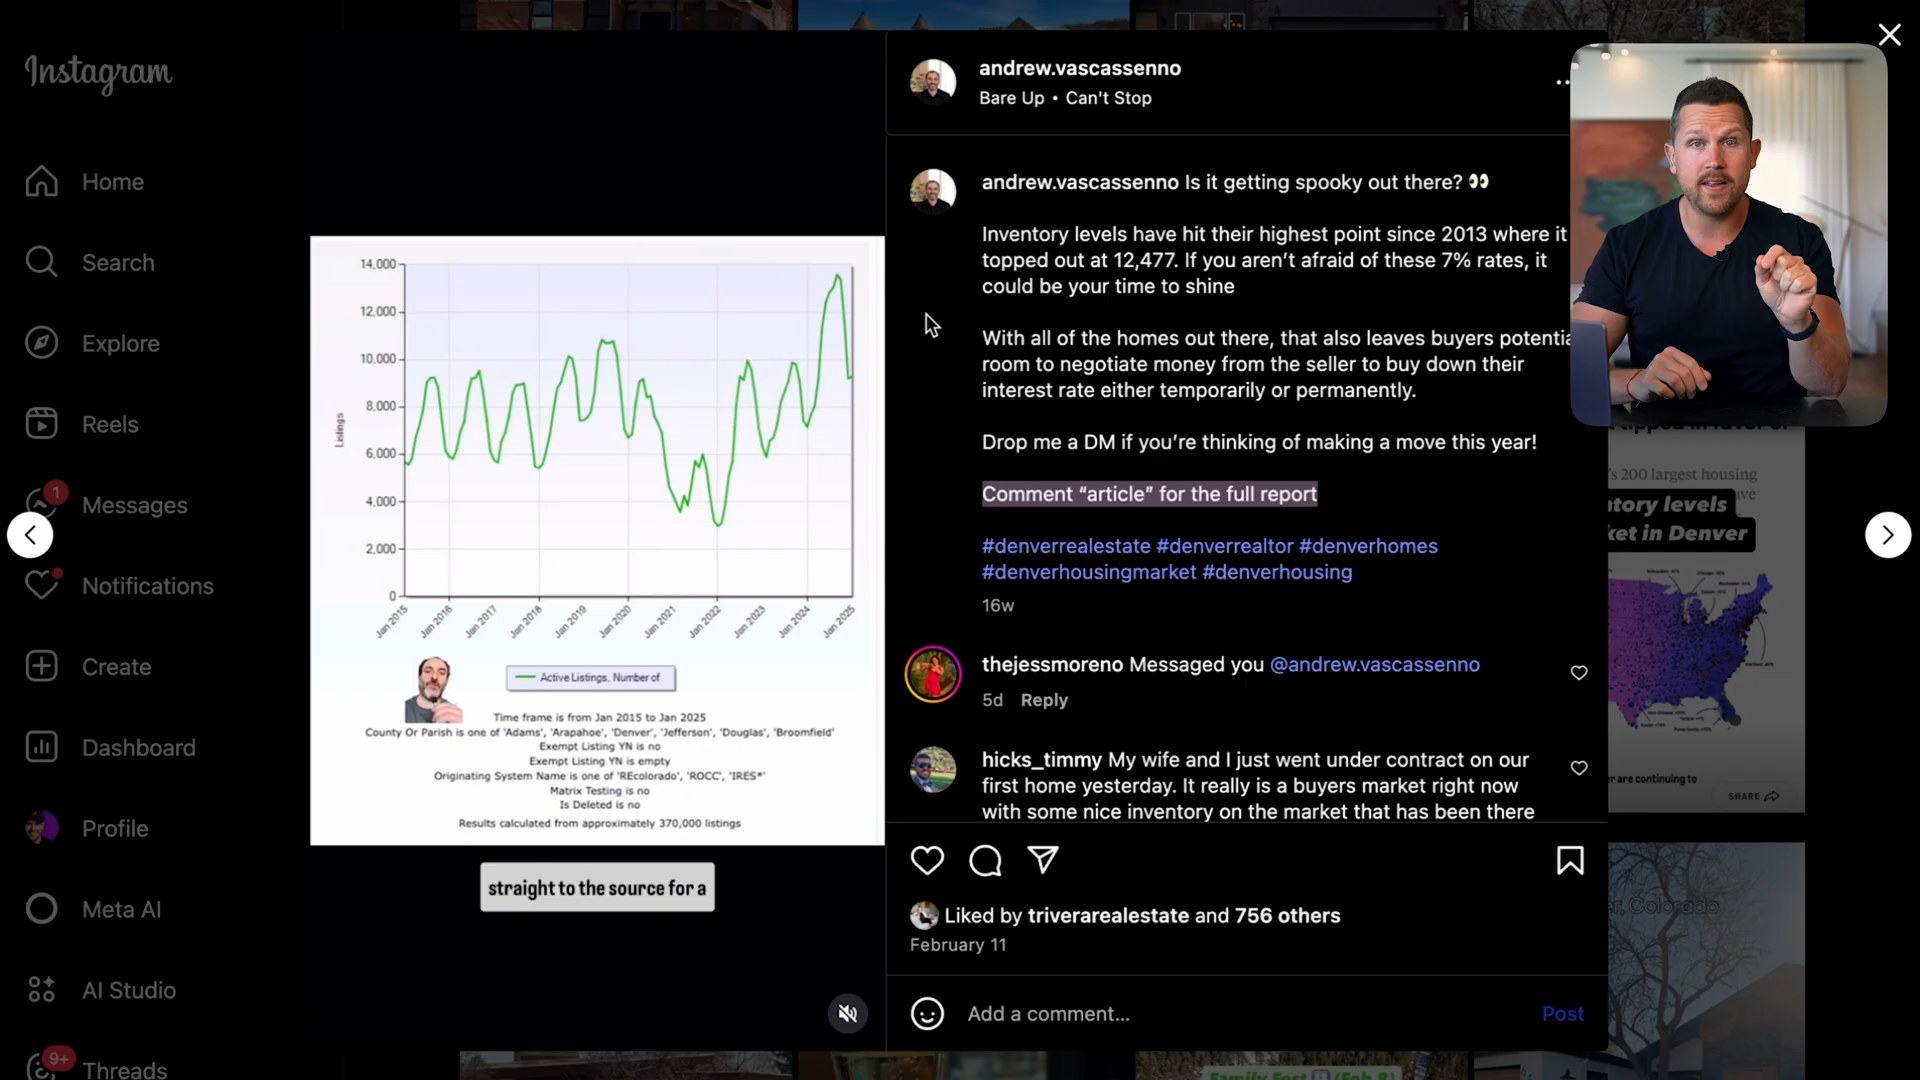 Instagram
Home
Search
Explore
Reels
1
Messages
Notifications
Create
Dashboard
Profile
Meta AI
AI Studio
9+
Threads
14,000
12,000
10,000
8,000
6,000
4,000
2,000
0
Listings
Jan 2015
Jan 2016
Jan 2017
Jan 2018
Jan 2019
Jan 2020
Jan 2021
Jan 2022
Jan 2023
Jan 2024
Jan 2025
Active Listings, Number of
Time frame is from Jan 2015 to Jan 2025
County Or Parish is one of 'Adams', 'Arapahoe', 'Denver', 'Jefferson', 'Douglas', 'Broomfield'
Exempt Listing YN is no
Exempt Listing YN is empty
Originating System Name is one of 'REcolorado', 'ROCC', 'IRES*'
Matrix Testing is no
Is Deleted is no
Results calculated from approximately 370,000 listings
straight to the source for a
andrew.vascassenno
Bare Up • Can't Stop
andrew.vascassenno Is it getting spooky out there? 👀
Inventory levels have hit their highest point since 2013 where it
topped out at 12,477. If you aren't afraid of these 7% rates, it
could be your time to shine
With all of the homes out there, that also leaves buyers potentia
room to negotiate money from the seller to buy down their
interest rate either temporarily or permanently.
Drop me a DM if you're thinking of making a move this year!
Comment “article” for the full report
#denverrealestate #denverrealtor #denverhomes
#denverhousingmarket #denverhousing
16w
thejessmoreno Messaged you @andrew.vascassenno
5d Reply
hicks_timmy My wife and I just went under contract on our
first home yesterday. It really is a buyers market right now
with some nice inventory on the market that has been there
Liked by triverarealestate and 756 others
February 11
Add a comment...
Post
's 200 largest housing
ave
tory levels
ket in Denver
er are continuing to
SHARE
er, Colorado
Family Fest (Feb 8)